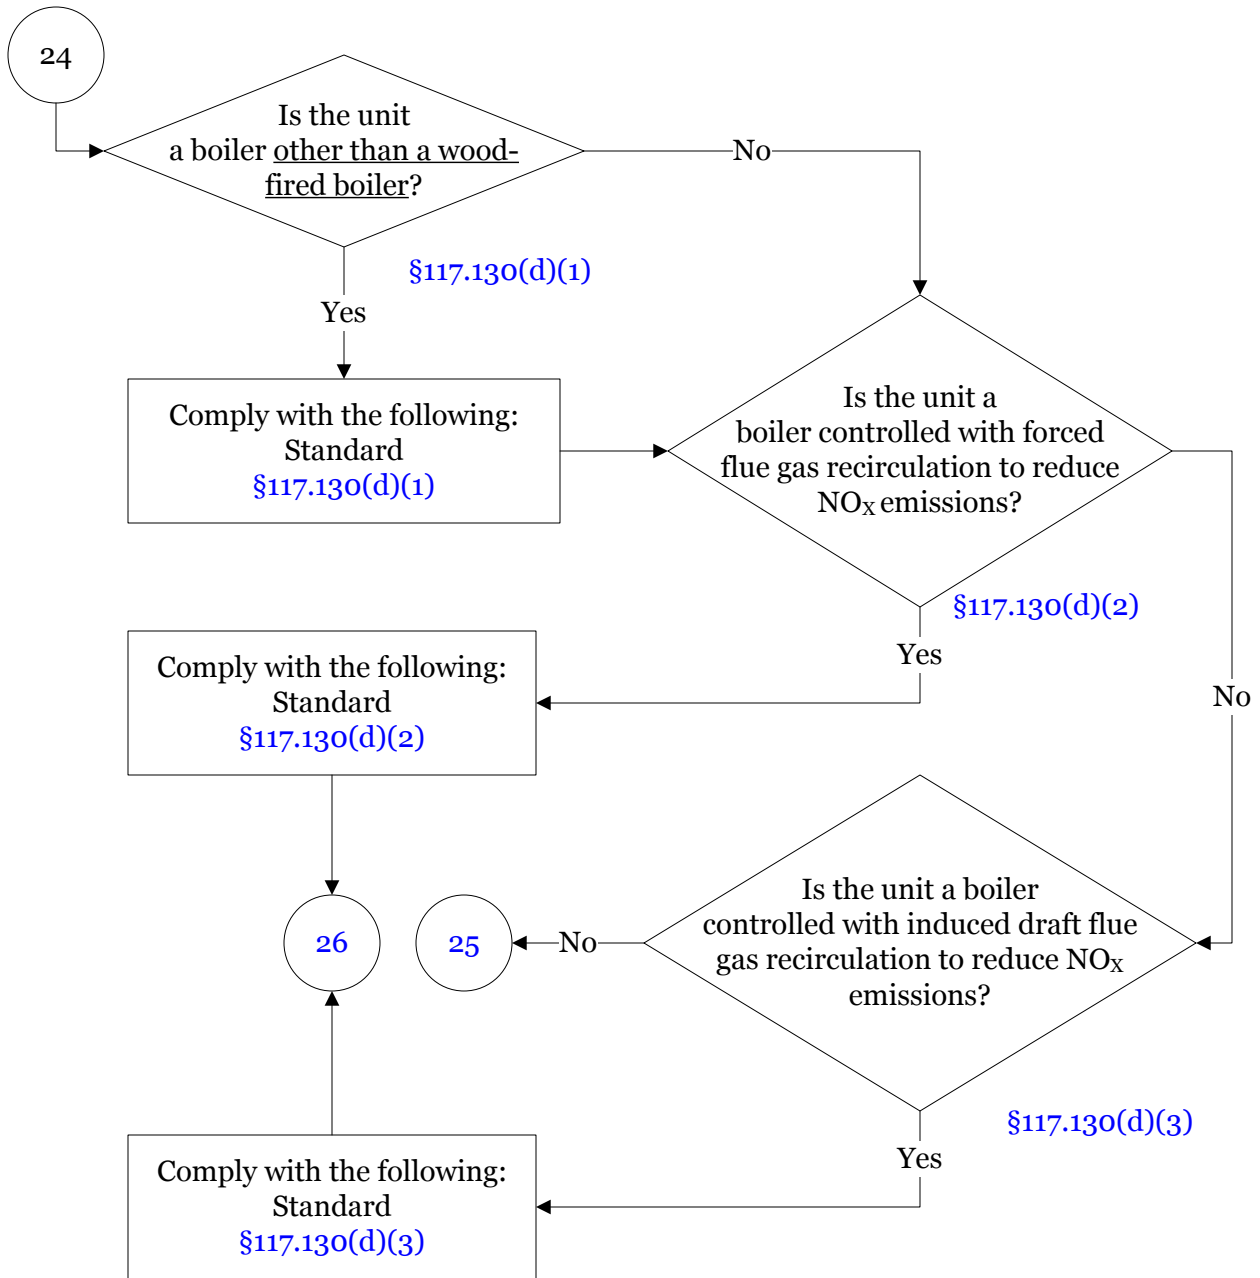 24
Is the unit
a boiler other than a wood-
fired boiler?
No
§117.130(d)(1)
Yes
Comply with the following:
Standard
§117.130(d)(1)
Is the unit a
boiler controlled with forced
flue gas recirculation to reduce
NOX emissions?
§117.130(d)(2)
Yes
No
Comply with the following:
Standard
§117.130(d)(2)
26
25
No
Is the unit a boiler
controlled with induced draft flue
gas recirculation to reduce NOX
emissions?
§117.130(d)(3)
Yes
Comply with the following:
Standard
§117.130(d)(3)